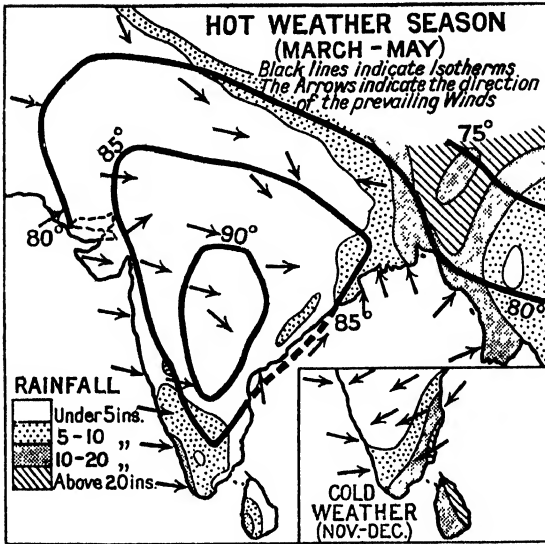 HOT WEATHER SEASON
(MARCH - MAY)
Black lines indicate Isotherms
The Arrows indicate the direction
of the prevailing Winds
75°
85°
80°
90°
80°
85°
RAINFALL
Under 5 ins.
5-10 "
10-20 "
Above 20 ins.
COLD
WEATHER
(NOV.-DEC.)